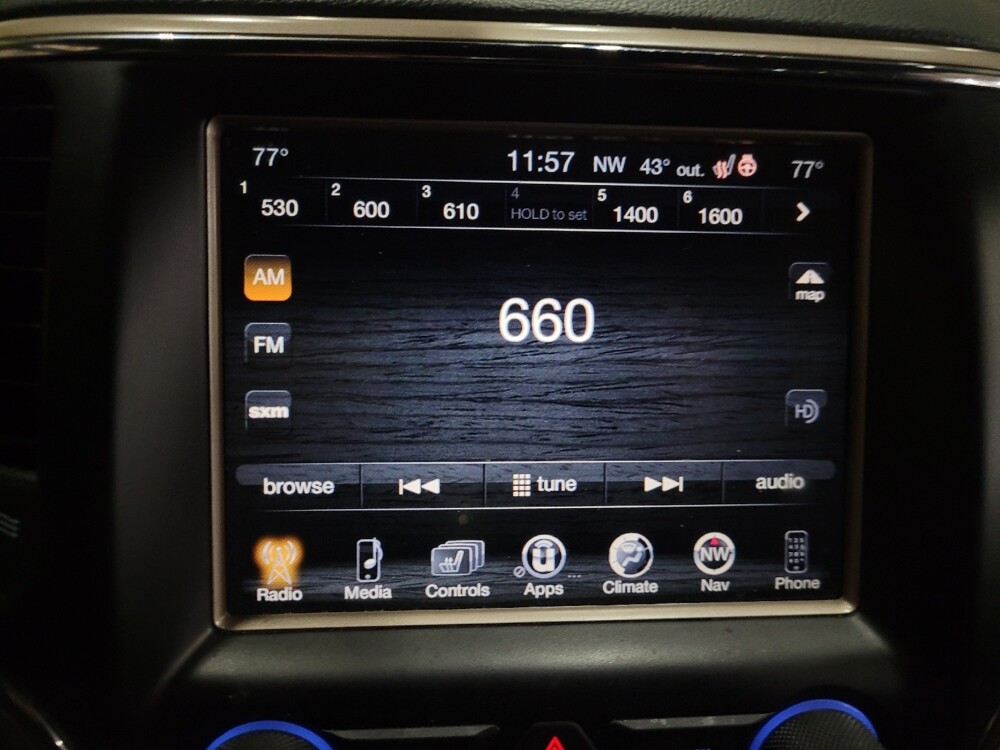 77° 11:57 NW 43° out. 77°
1 530 2 600 3 610 4 HOLD to set 5 1400 6 1600
AM
map
660
FM
sxm
HD
browse tune audio
NW
Radio Media Controls Apps Climate Nav Phone